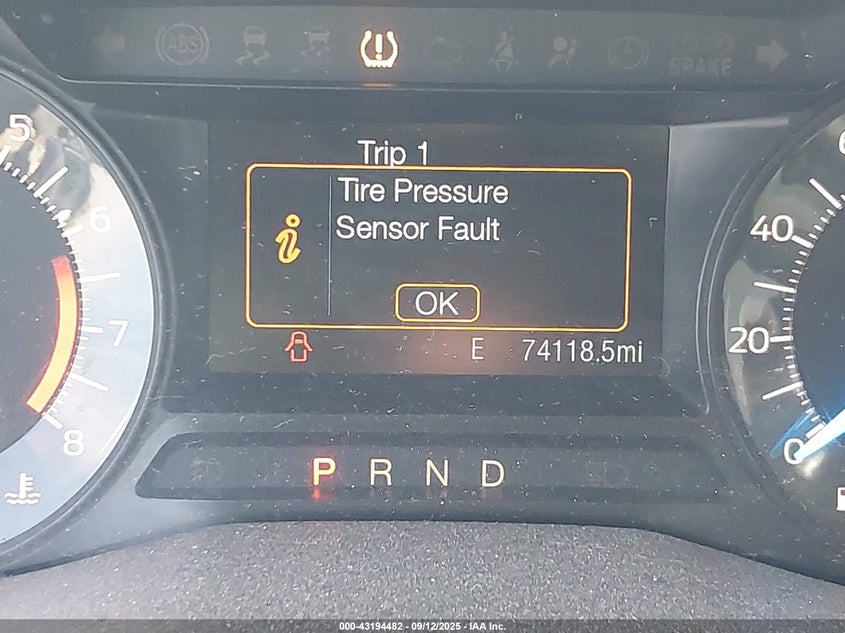 ABS
BRAKE
5
6
7
8
Trip 1
Tire Pressure
Sensor Fault
OK
E 74118.5mi
P R N D
6
40
20
0
000-43194482 - 09/12/2025 - IAA Inc.